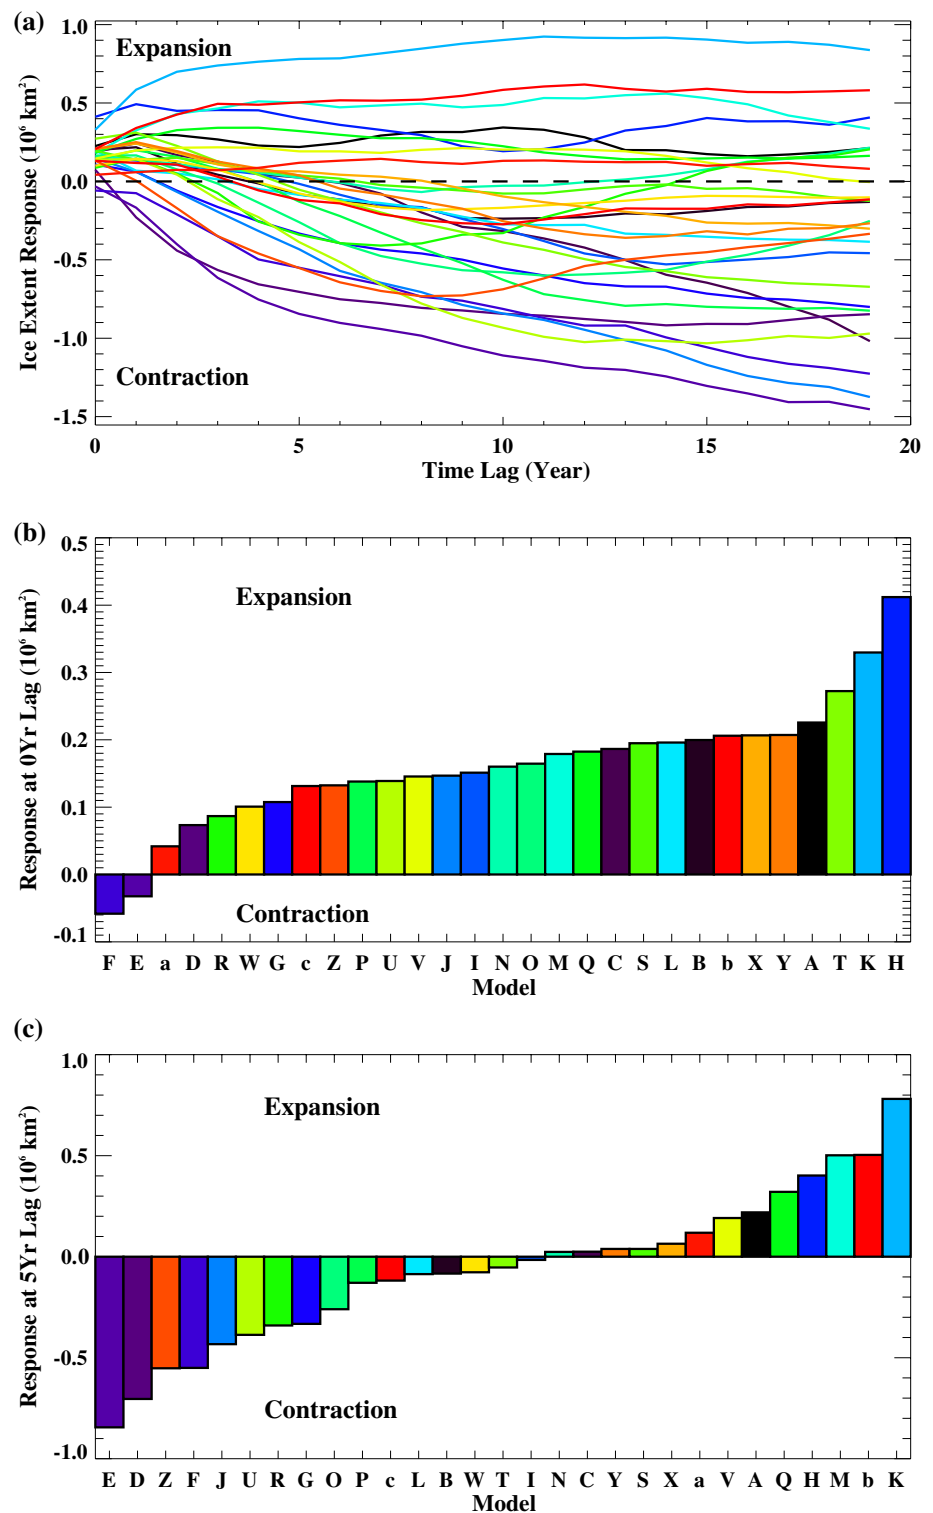 (a)
1.0
0.5
0.0
-0.5
-1.0
-1.5
Ice Extent Response (10⁶ km²)
Expansion
Contraction
0 5 10 15 20
Time Lag (Year)
(b)
0.5
0.4
0.3
0.2
0.1
0.0
-0.1
Response at 0Yr Lag (10⁶ km²)
Expansion
Contraction
F E a D R W G c Z P U V J I N O M Q C S L B b X Y A T K H
Model
(c)
1.0
0.5
0.0
-0.5
-1.0
Response at 5Yr Lag (10⁶ km²)
Expansion
Contraction
E D Z F J U R G O P c L B W T I N C Y S X a V A Q H M b K
Model